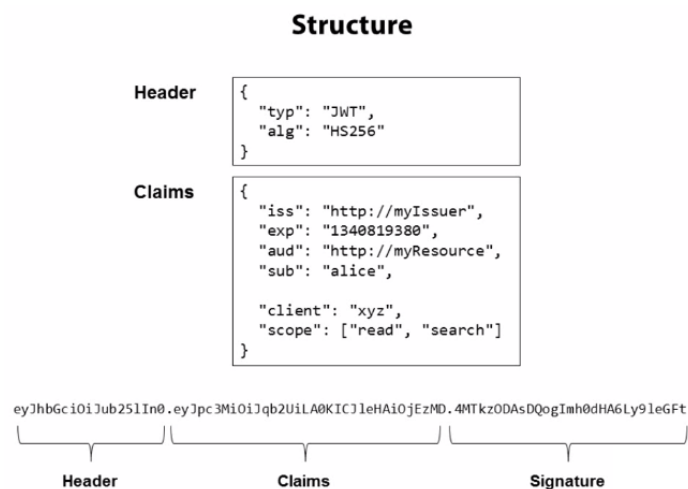 Structure
Header
{
"typ": "JWT",
"alg": "HS256"
}
Claims
{
"iss": "http://myIssuer",
"exp": "1340819380",
"aud": "http://myResource",
"sub": "alice",
"client": "xyz",
"scope": ["read", "search"]
}
eyJhbGciOiJub25lIn0.eyJpc3MiOiJqb2UiLA0KICJleHAiOjEzMD.4MTkzODAsDQogImh0dHA6Ly9leGFt
Header Claims Signature